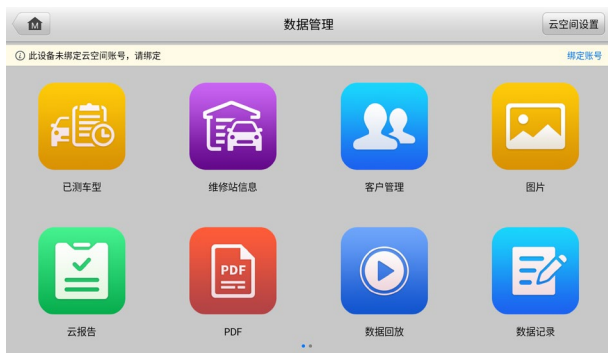 M
数据管理
云空间设置
此设备未绑定云空间账号，请绑定
绑定账号
已测车型
维修站信息
客户管理
图片
PDF
云报告
PDF
数据回放
数据记录